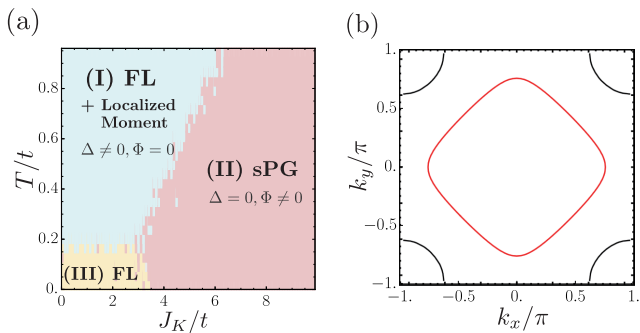 (a)
(b)
(I) FL
+ Localized
Moment
Δ ≠ 0, Φ = 0
(II) sPG
Δ = 0, Φ ≠ 0
(III) FL
T/t
0.8
0.6
0.4
0.2
0.
0 2 4 6 8
J_K/t
k_y/π
1.
0.5
0.
-0.5
-1.
-1. -0.5 0. 0.5 1.
k_x/π